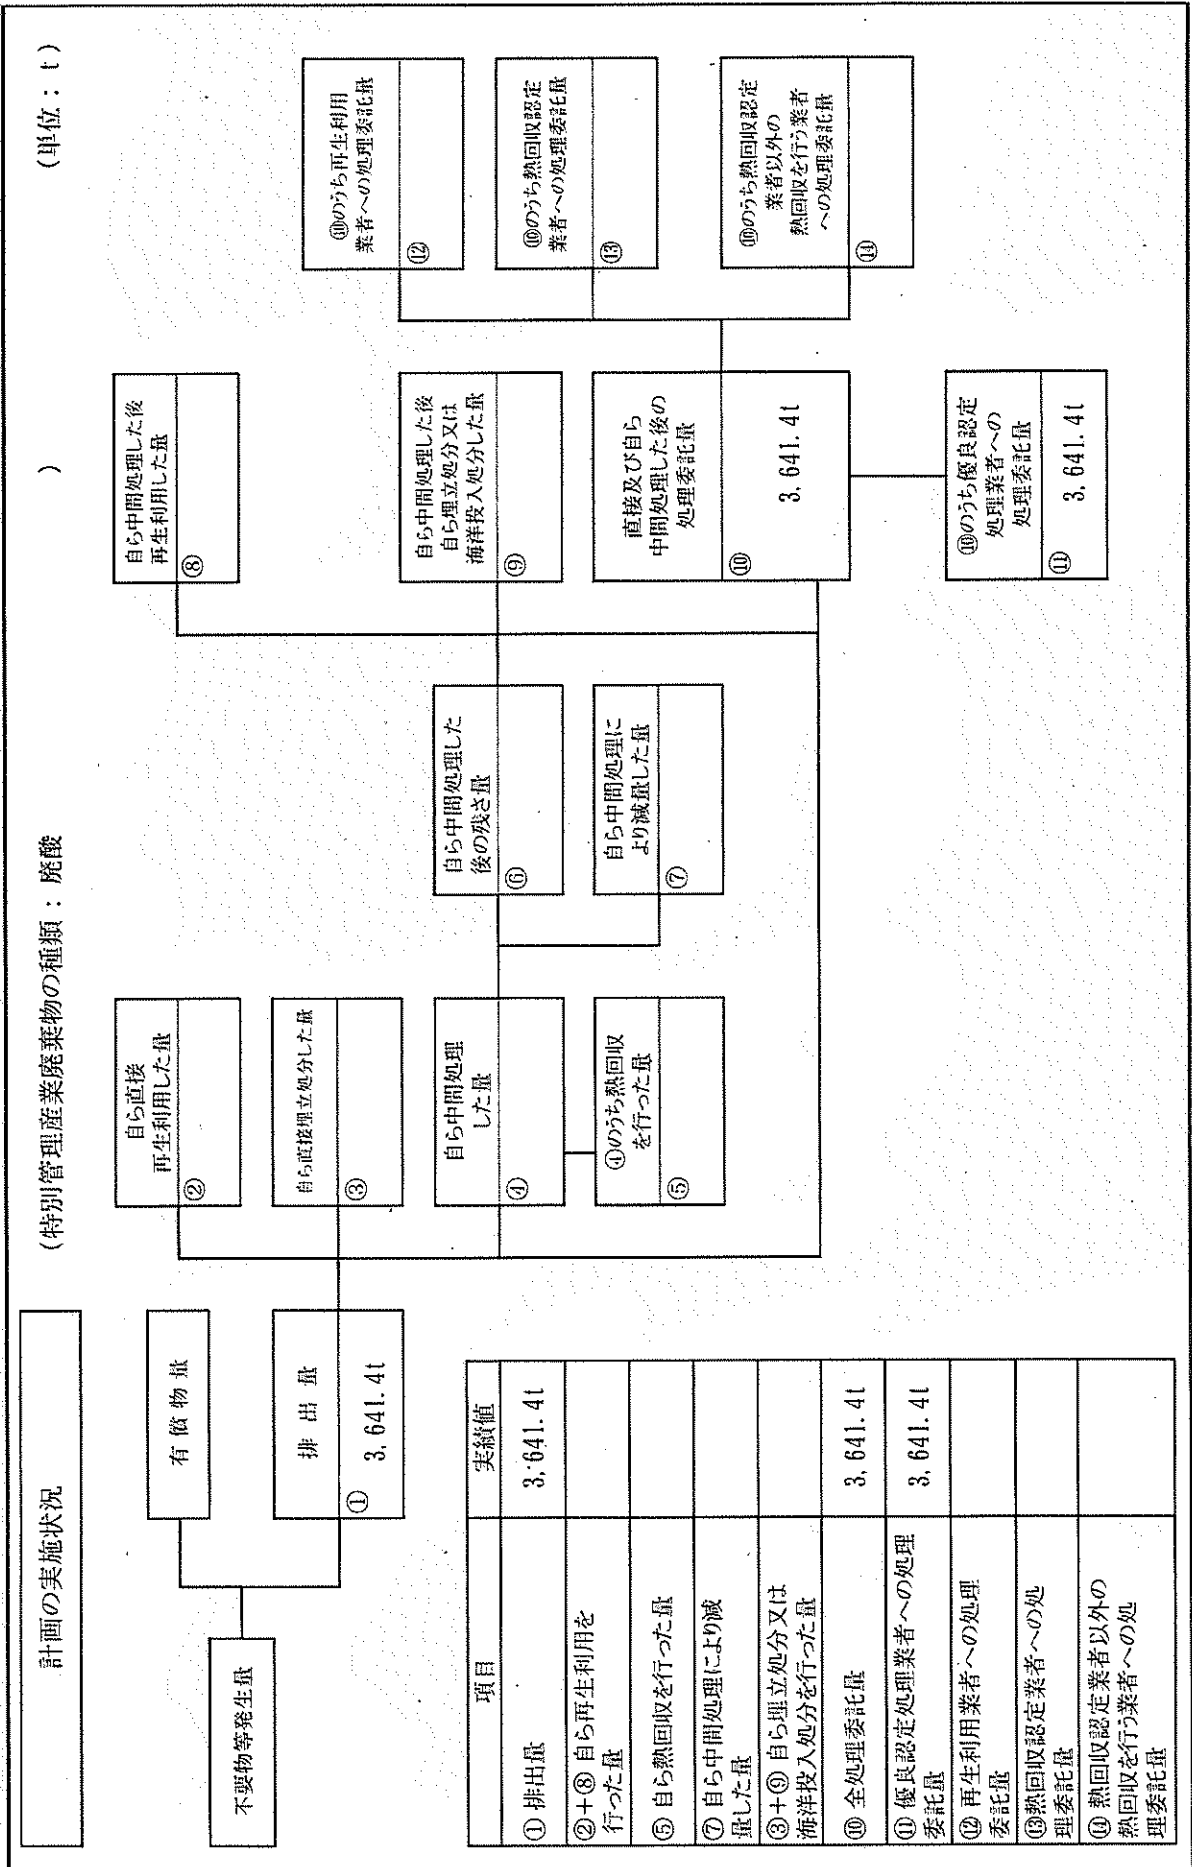 計画の実施状況
(特別管理産業廃棄物の種類：廃酸
)
(単位：t)
不要物等発生量
有償物量
排出量
①
3,641.4t
自ら直接
再生利用した量
②
自ら直接埋立処分した量
③
自ら中間処理
した量
④
④のうち熱回収
を行った量
⑤
自ら中間処理した
後の残さ量
⑥
自ら中間処理に
より減量した量
⑦
自ら中間処理した後
再生利用した量
⑧
自ら中間処理した後
自ら埋立処分又は
海洋投入処分した量
⑨
直接及び自ら
中間処理した後の
処理委託量
⑩
3,641.4t
⑩のうち優良認定
処理業者への
処理委託量
⑪
3,641.4t
⑩のうち再生利用
業者への処理委託量
⑫
⑩のうち熱回収認定
業者への処理委託量
⑬
⑩のうち熱回収認定
業者以外の
熱回収を行う業者
への処理委託量
⑭
項目 実績値
①排出量 3,641.4t
②+⑧ 自ら再生利用を
行った量
⑤ 自ら熱回収を行った量
⑦ 自ら中間処理により減
量した量
③+⑨ 自ら埋立処分又は
海洋投入処分を行った量
⑩ 全処理委託量 3,641.4t
⑪ 優良認定処理業者への処理
委託量 3,641.4t
⑫ 再生利用業者への処理
委託量
⑬熱回収認定業者への処
理委託量
⑭ 熱回収認定業者以外の
熱回収を行う業者への処
理委託量